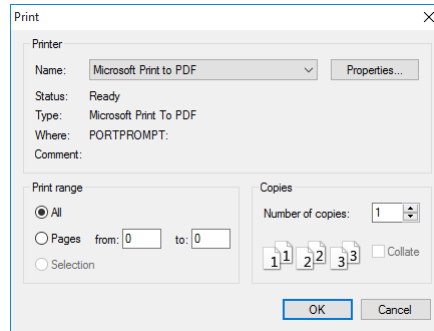 Print
Printer
Name: Microsoft Print to PDF Properties...
Status: Ready
Type: Microsoft Print To PDF
Where: PORTPROMPT:
Comment:
Print range
All
Pages from: 0 to: 0
Selection
Copies
Number of copies: 1
1 1 2 2 3 3 Collate
OK Cancel